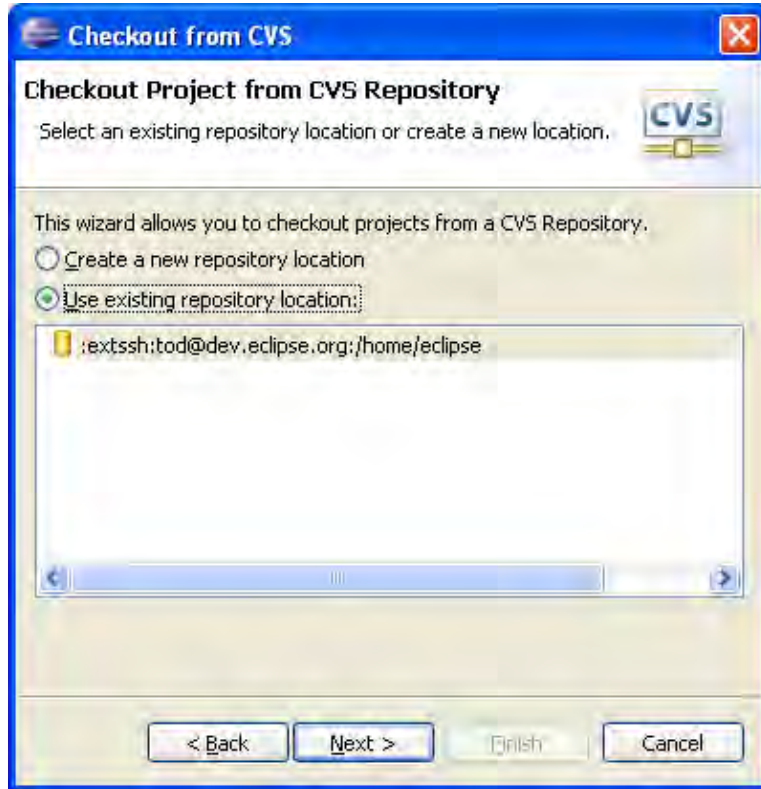 Checkout from CVS
Checkout Project from CVS Repository
Select an existing repository location or create a new location.
CVS
This wizard allows you to checkout projects from a CVS Repository.
Create a new repository location
Use existing repository location:
:extssh:tod@dev.eclipse.org:/home/eclipse
< Back Next > Finish Cancel